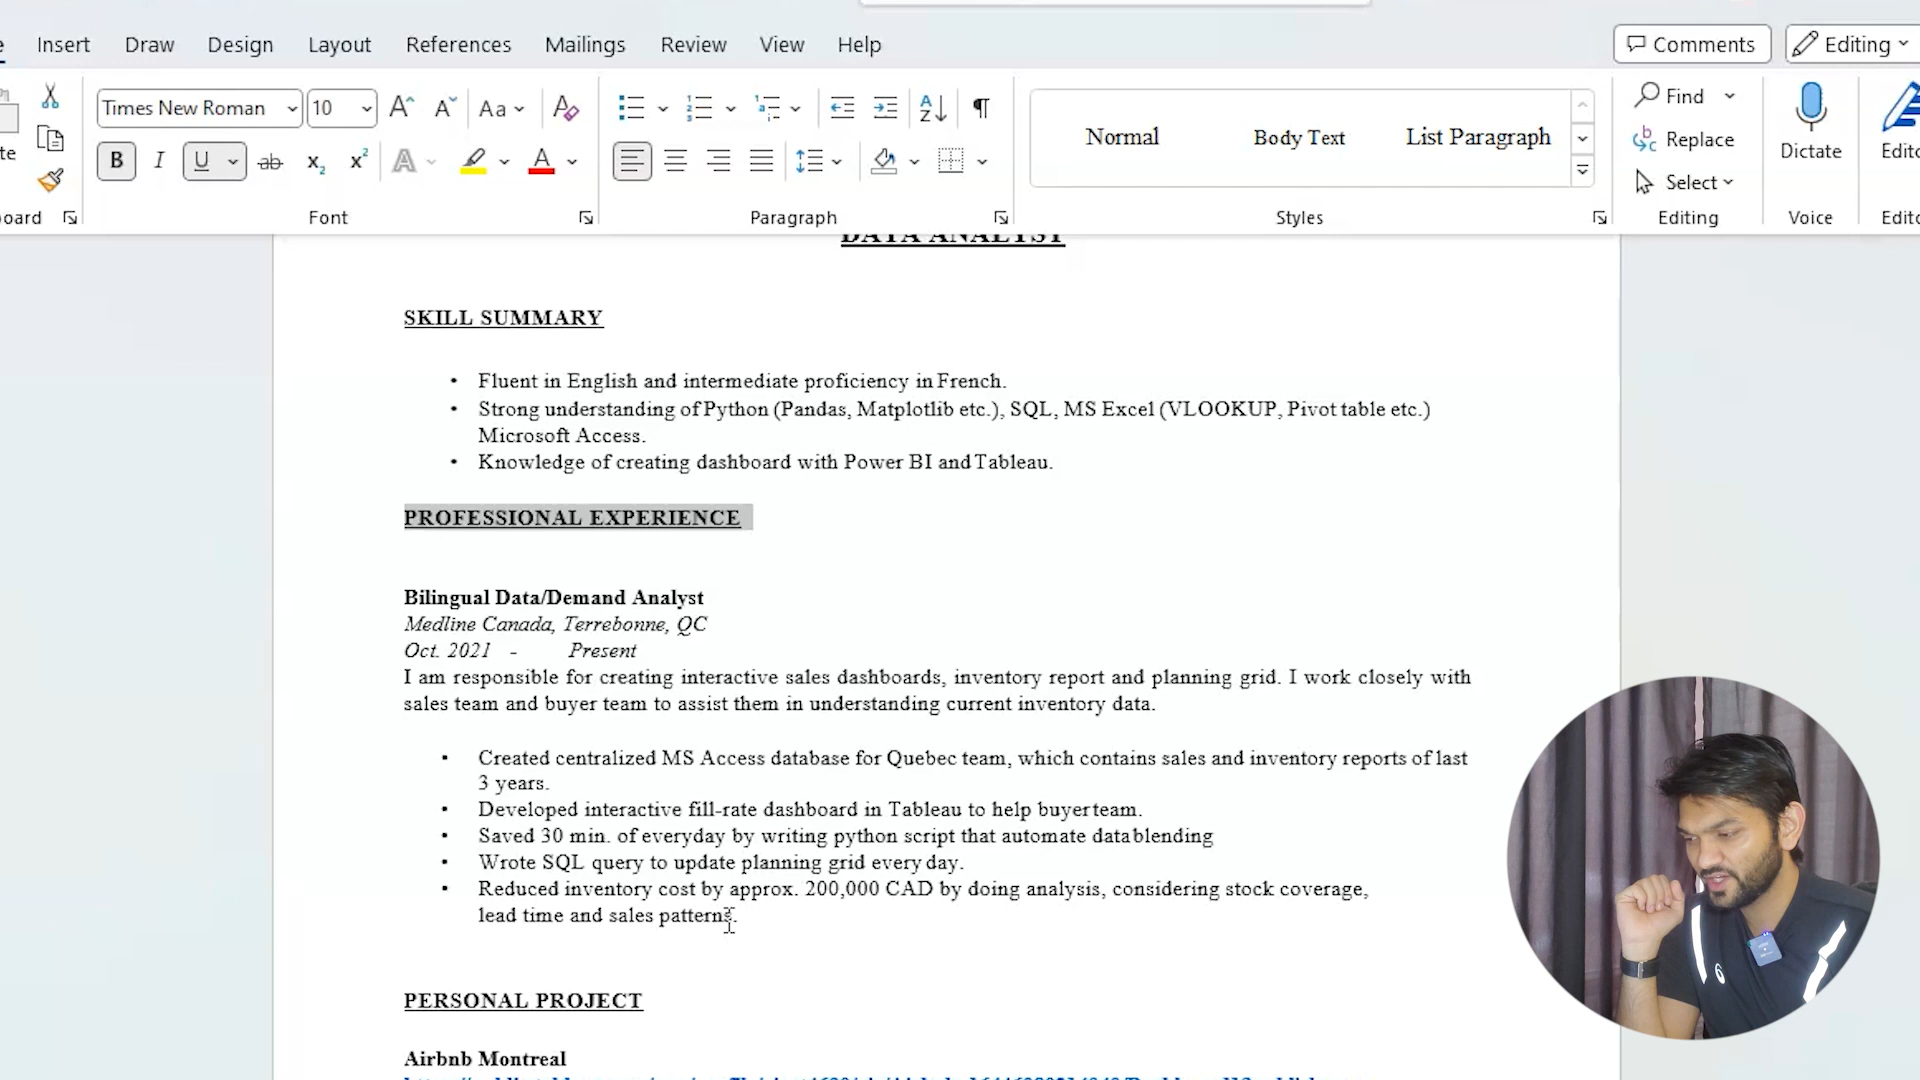 Insert Draw Design Layout References Mailings Review View Help Comments Editing
Times New Roman 10 Aa
Normal Body Text List Paragraph
Find
Replace
Select
Dictate
B I U ab x2 x2 A A
Font Paragraph Styles Editing Voice
DATA ANALYST
SKILL SUMMARY
• Fluent in English and intermediate proficiency in French.
• Strong understanding of Python (Pandas, Matplotlib etc.), SQL, MS Excel (VLOOKUP, Pivot table etc.)
Microsoft Access.
• Knowledge of creating dashboard with Power BI and Tableau.
PROFESSIONAL EXPERIENCE
Bilingual Data/Demand Analyst
Medline Canada, Terrebonne, QC
Oct. 2021 - Present
I am responsible for creating interactive sales dashboards, inventory report and planning grid. I work closely with
sales team and buyer team to assist them in understanding current inventory data.
• Created centralized MS Access database for Quebec team, which contains sales and inventory reports of last
3 years.
• Developed interactive fill-rate dashboard in Tableau to help buyer team.
• Saved 30 min. of everyday by writing python script that automate data blending
• Wrote SQL query to update planning grid every day.
• Reduced inventory cost by approx. 200,000 CAD by doing analysis, considering stock coverage,
lead time and sales patterns.
PERSONAL PROJECT
Airbnb Montreal